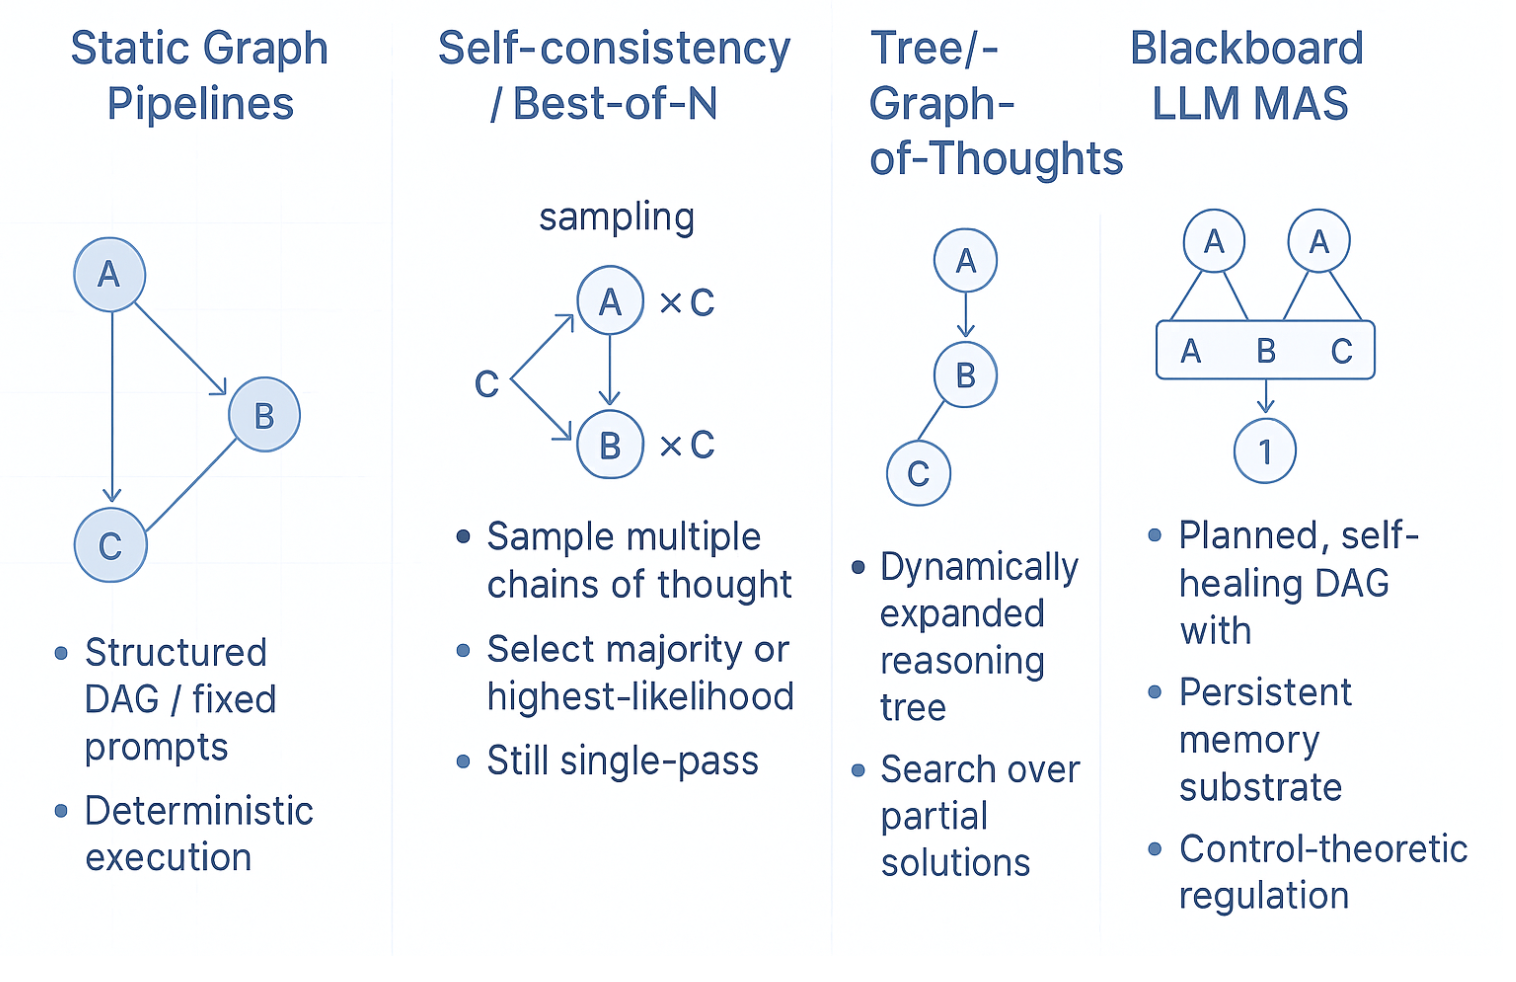 Static Graph
Pipelines
A
B
C
• Structured
DAG / fixed
prompts
• Deterministic
execution
Self-consistency
/ Best-of-N
sampling
A ×C
C
B ×C
• Sample multiple
chains of thought
• Select majority or
highest-likelihood
• Still single-pass
Tree/-
Graph-
of-Thoughts
A
B
C
• Dynamically
expanded
reasoning
tree
• Search over
partial
solutions
Blackboard
LLM MAS
A A
A B C
1
• Planned, self-
healing DAG
with
• Persistent
memory
substrate
• Control-theoretic
regulation